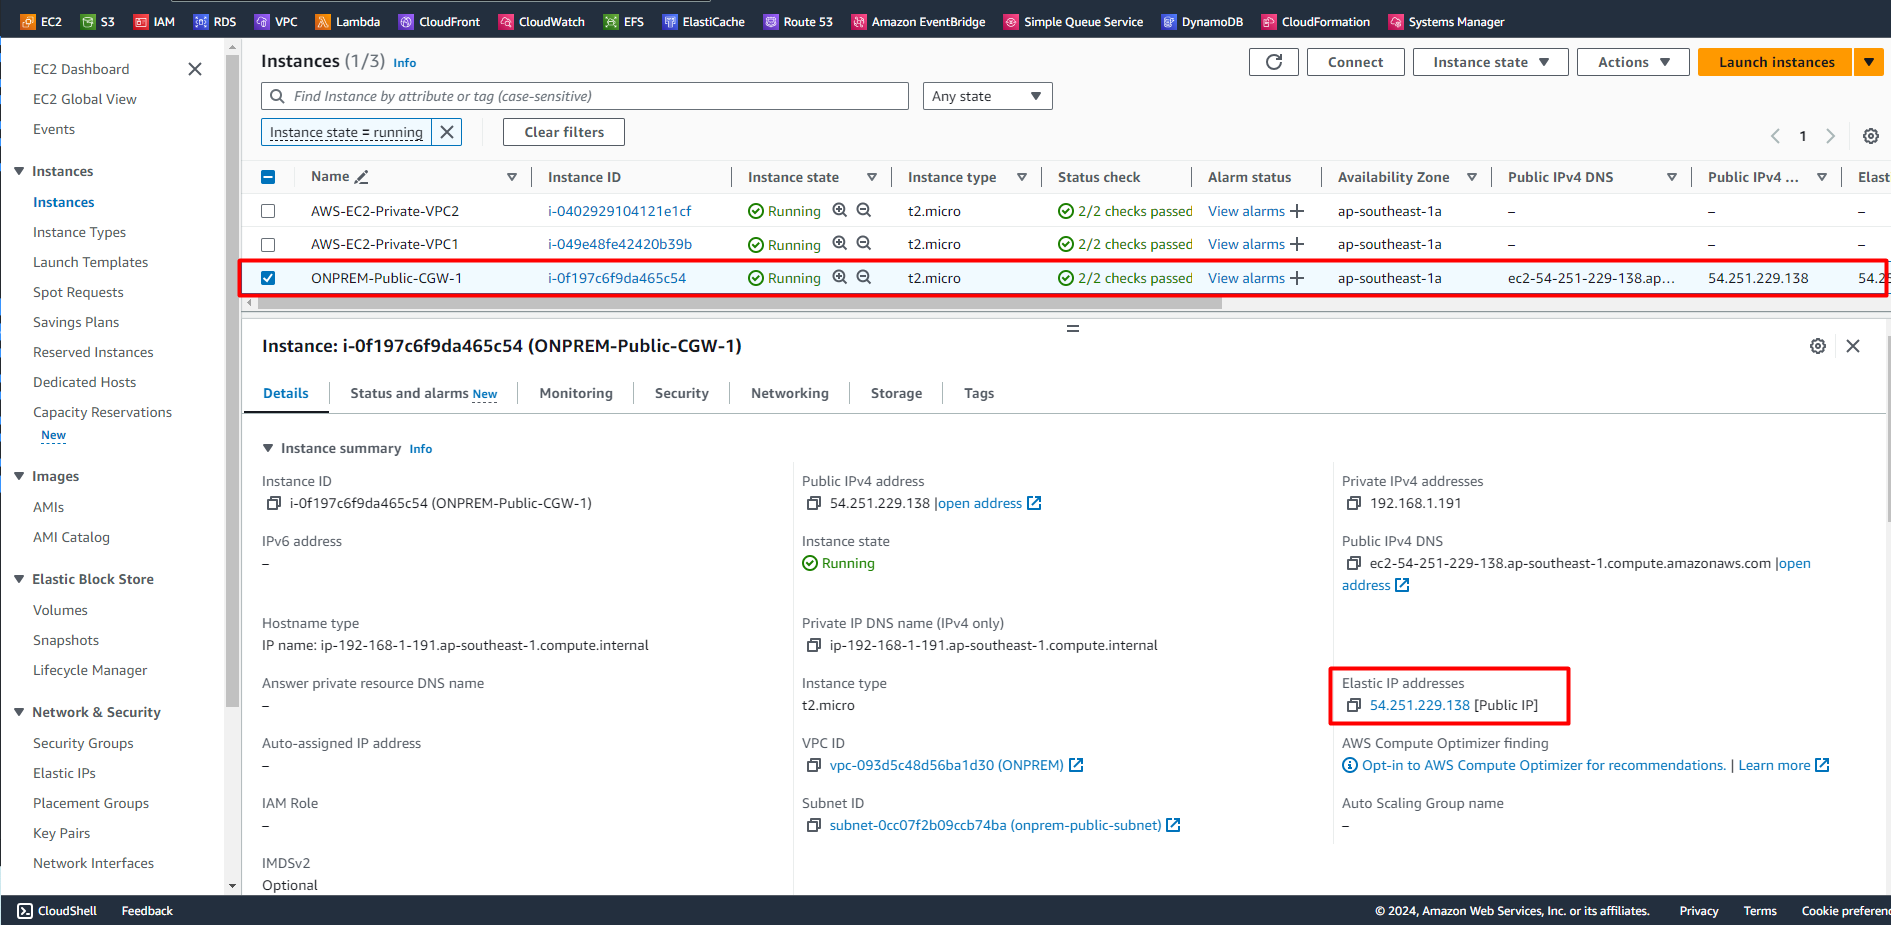 EC2 S3 IAM RDS VPC Lambda CloudFront CloudWatch EFS ElastiCache Route 53 Amazon EventBridge Simple Queue Service DynamoDB CloudFormation Systems Manager
EC2 Dashboard
EC2 Global View
Events
Instances
Instances
Instance Types
Launch Templates
Spot Requests
Savings Plans
Reserved Instances
Dedicated Hosts
Capacity Reservations
New
Images
AMIs
AMI Catalog
Elastic Block Store
Volumes
Snapshots
Lifecycle Manager
Network & Security
Security Groups
Elastic IPs
Placement Groups
Key Pairs
Network Interfaces
Instances (1/3) Info
Connect Instance state Actions Launch instances
Find Instance by attribute or tag (case-sensitive) Any state
Instance state = running Clear filters
1
Name Instance ID Instance state Instance type Status check Alarm status Availability Zone Public IPv4 DNS Public IPv4 ... Elast
AWS-EC2-Private-VPC2 i-0402929104121e1cf Running t2.micro 2/2 checks passed View alarms + ap-southeast-1a – – –
AWS-EC2-Private-VPC1 i-049e48fe42420b39b Running t2.micro 2/2 checks passed View alarms + ap-southeast-1a – – –
ONPREM-Public-CGW-1 i-0f197c6f9da465c54 Running t2.micro 2/2 checks passed View alarms + ap-southeast-1a ec2-54-251-229-138.ap... 54.251.229.138 54.25
Instance: i-0f197c6f9da465c54 (ONPREM-Public-CGW-1)
Details Status and alarms New Monitoring Security Networking Storage Tags
Instance summary Info
Instance ID
i-0f197c6f9da465c54 (ONPREM-Public-CGW-1)
Public IPv4 address
54.251.229.138 |open address
Private IPv4 addresses
192.168.1.191
IPv6 address
–
Instance state
Running
Public IPv4 DNS
ec2-54-251-229-138.ap-southeast-1.compute.amazonaws.com |open
address
Hostname type
IP name: ip-192-168-1-191.ap-southeast-1.compute.internal
Private IP DNS name (IPv4 only)
ip-192-168-1-191.ap-southeast-1.compute.internal
Answer private resource DNS name
–
Instance type
t2.micro
Elastic IP addresses
54.251.229.138 [Public IP]
Auto-assigned IP address
–
VPC ID
vpc-093d5c48d56ba1d30 (ONPREM)
AWS Compute Optimizer finding
Opt-in to AWS Compute Optimizer for recommendations. | Learn more
IAM Role
–
Subnet ID
subnet-0cc07f2b09ccb74ba (onprem-public-subnet)
Auto Scaling Group name
–
IMDSv2
Optional
CloudShell Feedback © 2024, Amazon Web Services, Inc. or its affiliates. Privacy Terms Cookie preferenc